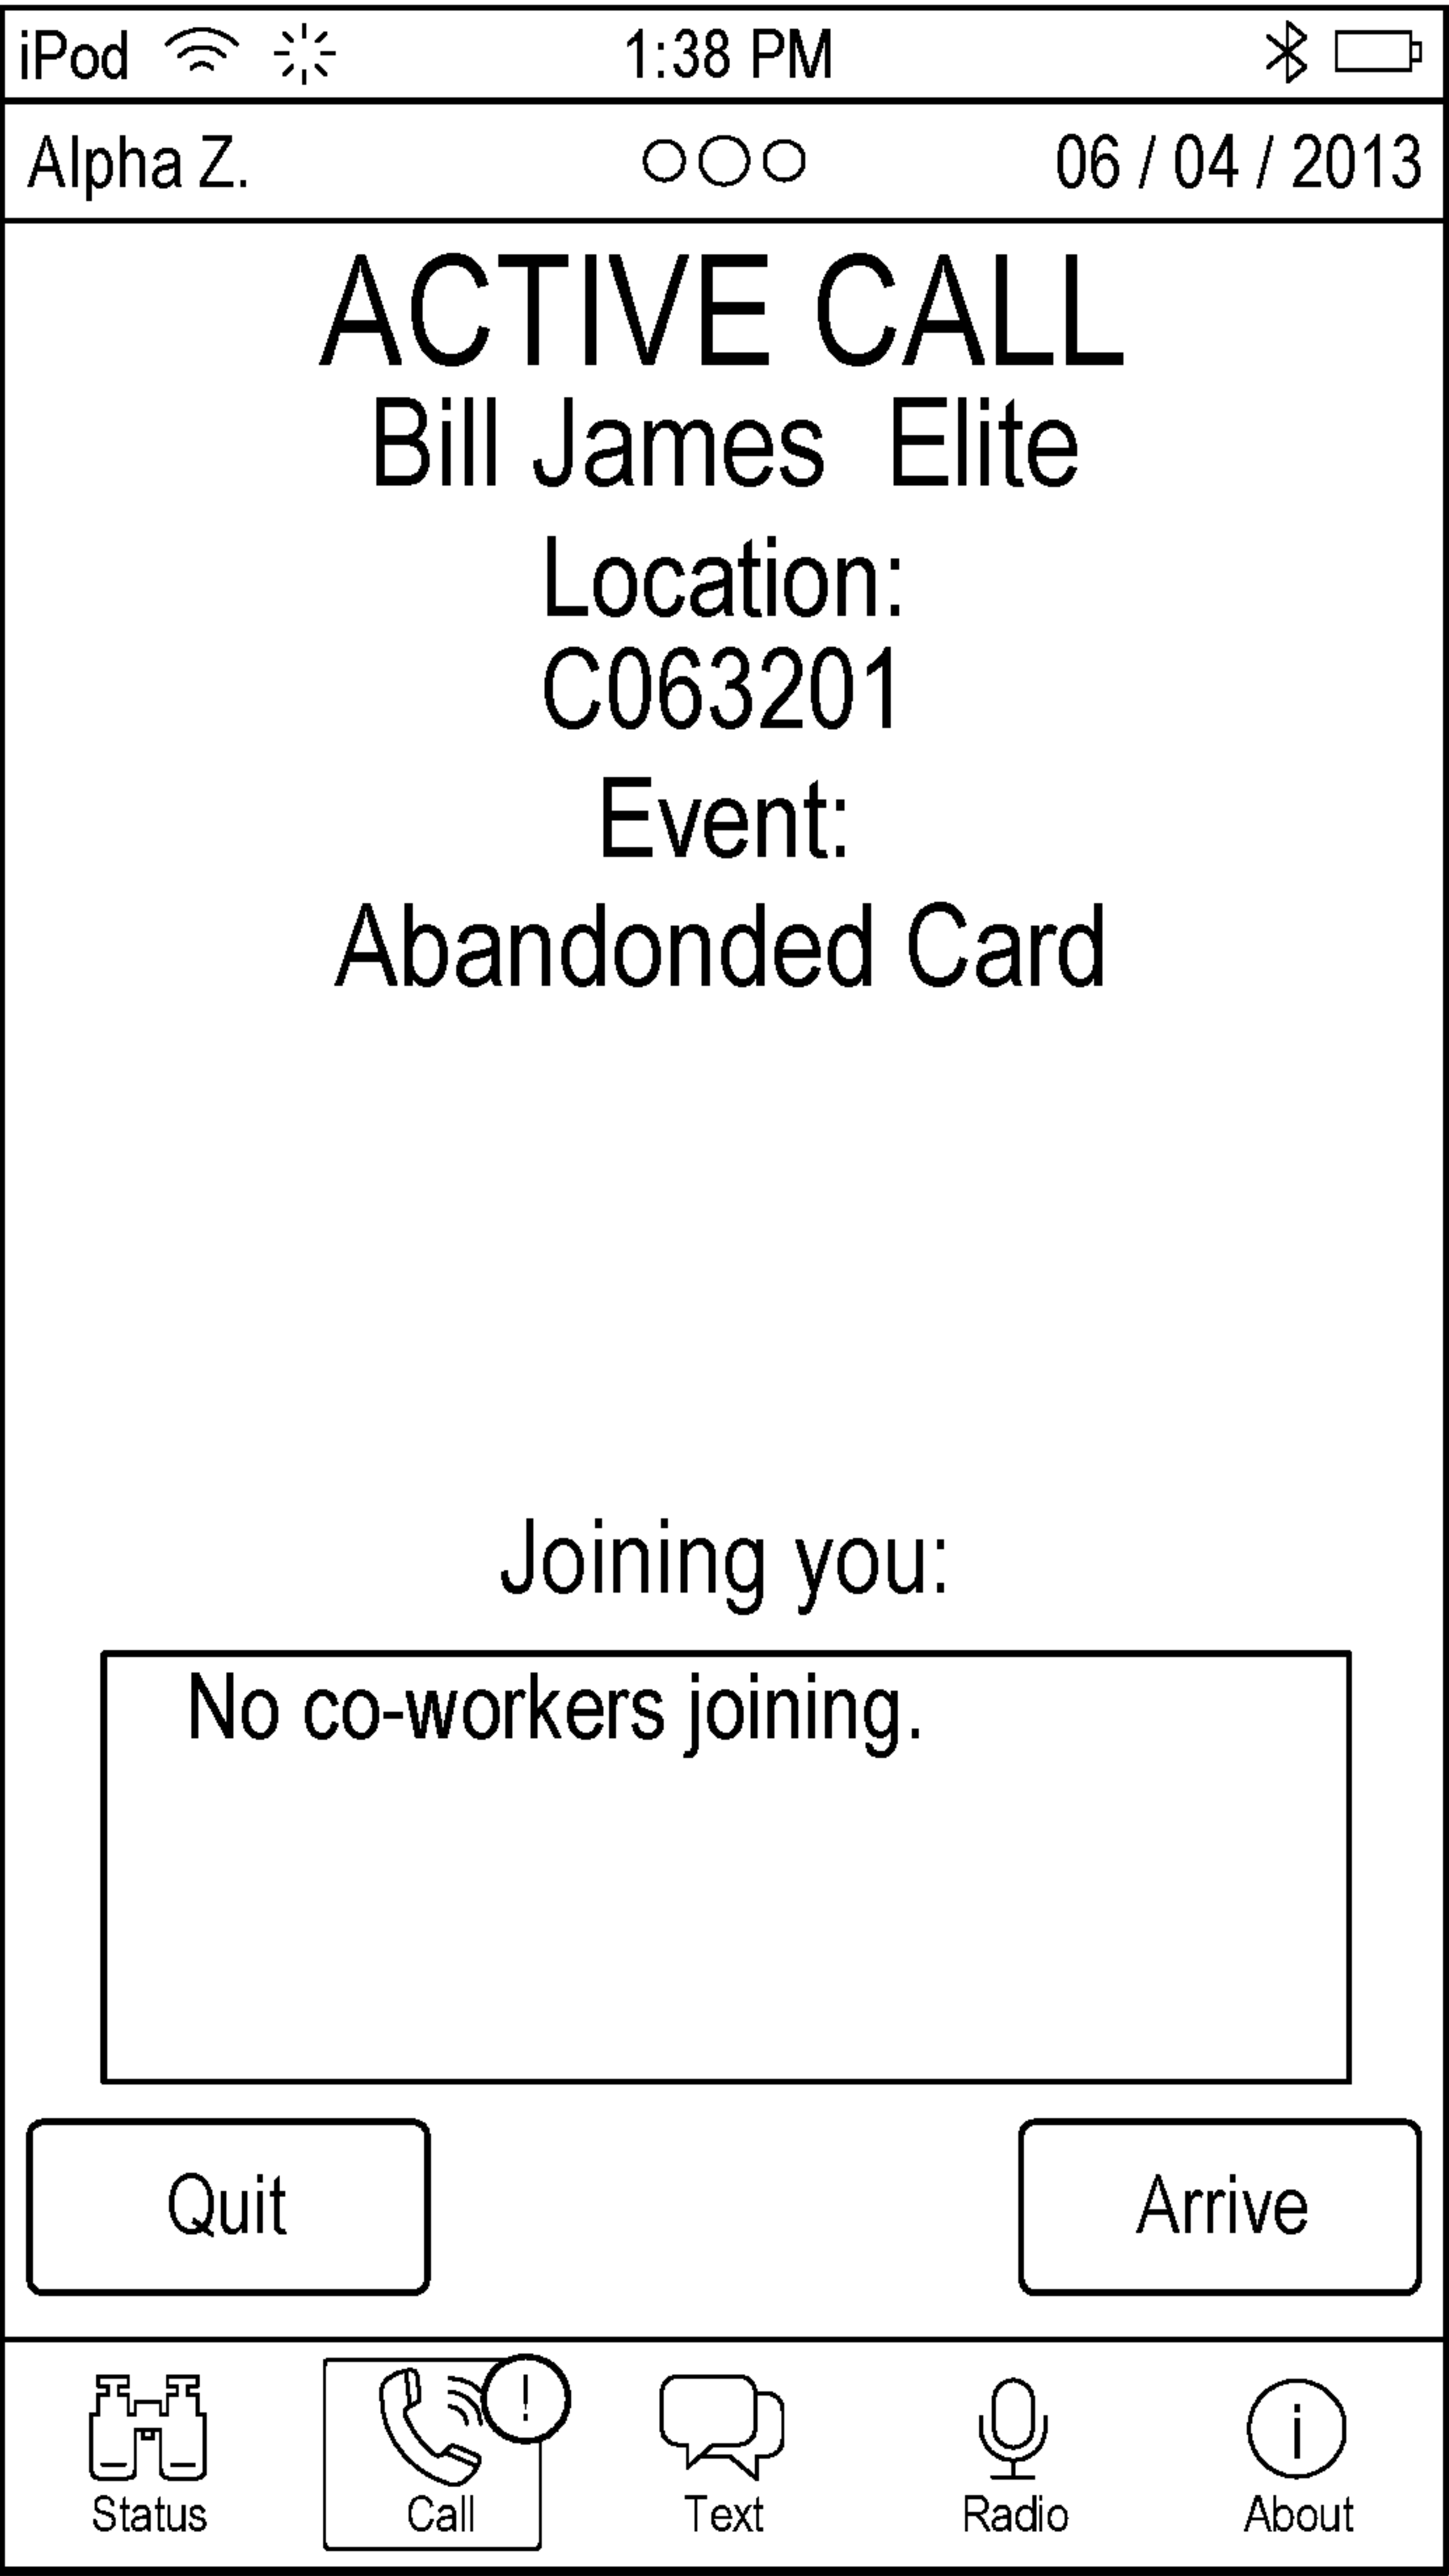 iPod 1:38 PM
Alpha Z. 06 / 04 / 2013
ACTIVE CALL
Bill James Elite
Location:
C063201
Event:
Abandonded Card
Joining you:
No co-workers joining.
Quit Arrive
! i
Status Call Text Radio About